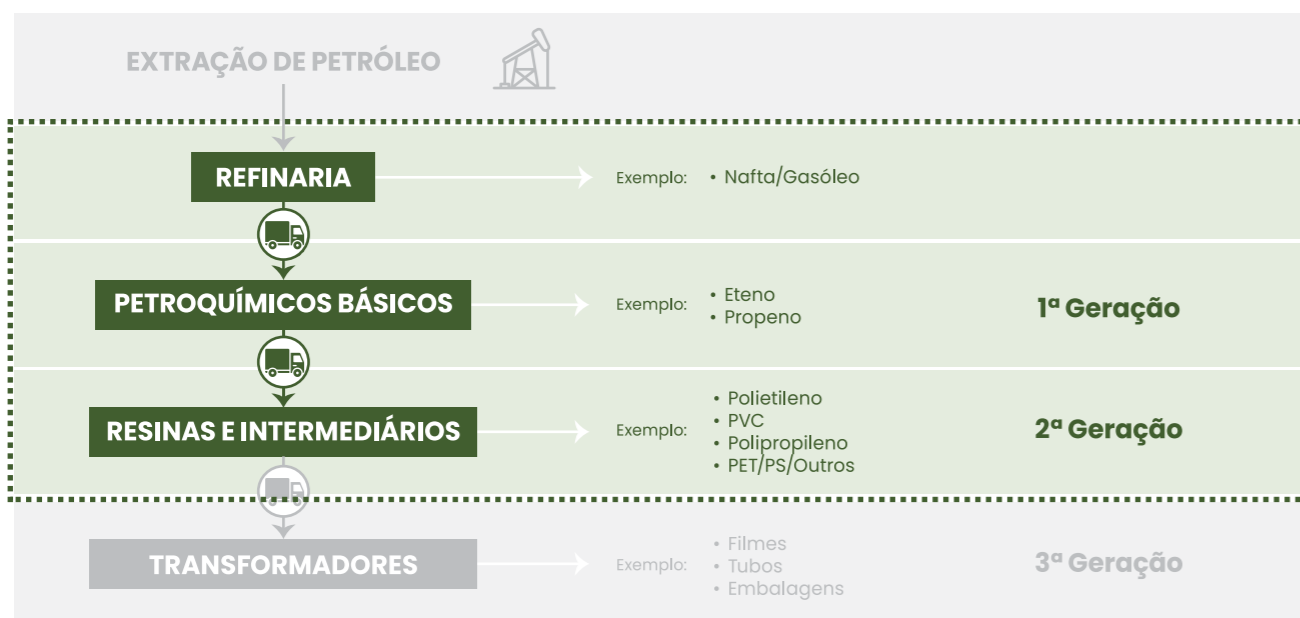 EXTRAÇÃO DE PETRÓLEO
REFINARIA
Exemplo:
• Nafta/Gasóleo
PETROQUÍMICOS BÁSICOS
Exemplo:
• Eteno
• Propeno
1ª Geração
RESINAS E INTERMEDIÁRIOS
Exemplo:
• Polietileno
• PVC
• Polipropileno
• PET/PS/Outros
2ª Geração
TRANSFORMADORES
Exemplo:
• Filmes
• Tubos
• Embalagens
3ª Geração